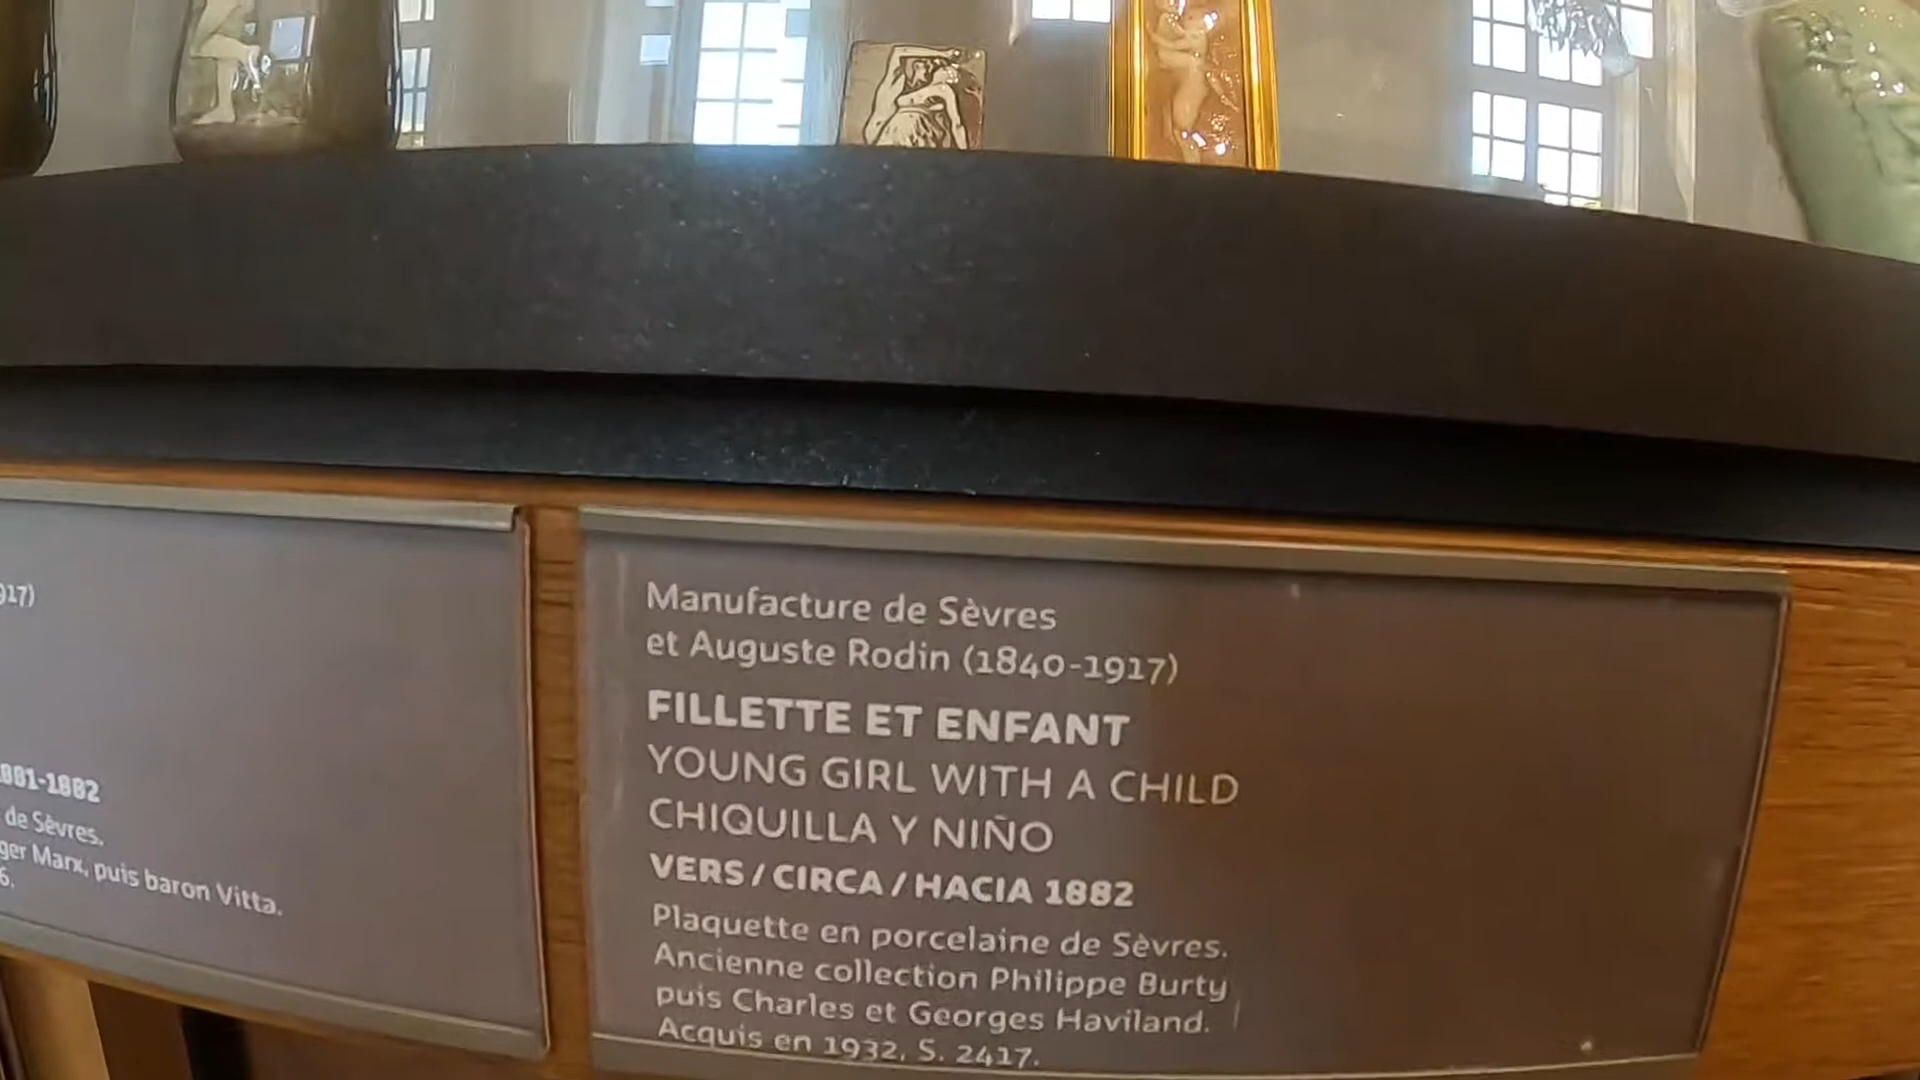 917)
1881-1882
de Sèvres.
ger Marx, puis baron Vitta.
6.
Manufacture de Sèvres
et Auguste Rodin (1840-1917)
FILLETTE ET ENFANT
YOUNG GIRL WITH A CHILD
CHIQUILLA Y NIÑO
VERS / CIRCA / HACIA 1882
Plaquette en porcelaine de Sèvres.
Ancienne collection Philippe Burty
puis Charles et Georges Haviland.
Acquis en 1932, S. 2417.